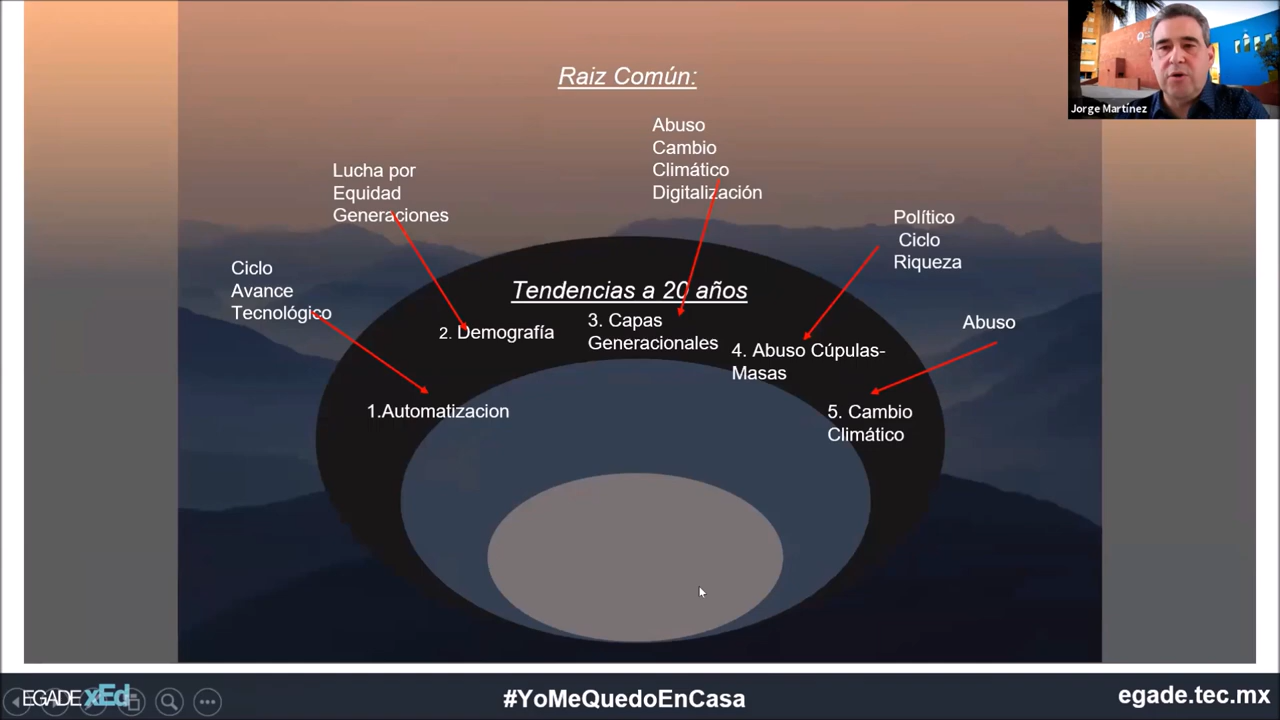 Raiz Común:
Jorge Martínez
Abuso
Cambio
Climático
Digitalización
Lucha por
Equidad
Generaciones
Político
Ciclo
Riqueza
Ciclo
Avance
Tecnológico
Abuso
Tendencias a 20 años
1.Automatizacion
2. Demografía
3. Capas
Generacionales
4. Abuso Cúpulas-
Masas
5. Cambio
Climático
EGADE xEd
#YoMeQuedoEnCasa
egade.tec.mx